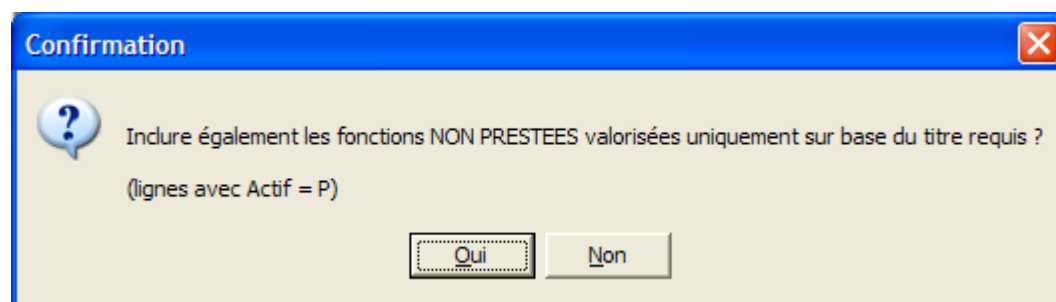 Confirmation
Inclure également les fonctions NON PRESTEES valorisées uniquement sur base du titre requis ?
(lignes avec Actif = P)
Oui Non